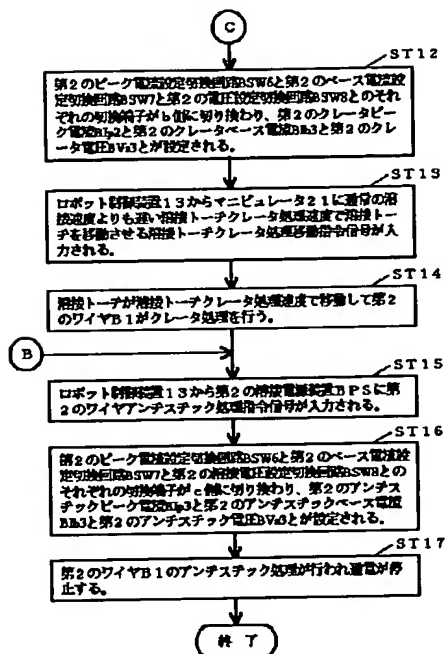 C
ST12
第2のピーク電流設定切換回路BSW6と第2のベース電流設
定切換回路BSW7と第2の電圧設定切換回路BSW8とのそれ
ぞれの切換端子がb側に切り換わり、第2のクレータピー
ク電流BIp2と第2のクレータベース電流BIb3と第2のク
レータ電圧BVs3とが設定される。
ST13
ロボット制御装置13からマニピュレータ21に通常の溶
接速度よりも遅い溶接トーチクレータ処理速度で溶接トー
チを移動させる溶接トーチクレータ処理移動指令信号が入
力される。
ST14
溶接トーチが溶接トーチクレータ処理速度で移動して第2
のワイヤB1がクレータ処理を行う。
B
ST15
ロボット制御装置13から第2の溶接電源装置BPSに第
2のワイヤアンチスチック処理指令信号が入力される。
ST16
第2のピーク電流設定切換回路BSW6と第2のベース電流設
定切換回路BSW7と第2の溶接電圧設定切換回路BSW8との
それぞれの切換端子がc側に切り換わり、第2のアンチス
チックピーク電流BIp3と第2のアンチスチックベース電流
BIb3と第2のアンチスチック電圧BVs3とが設定される。
ST17
第2のワイヤB1のアンチスチック処理が行われ通電が停
止する。
終了